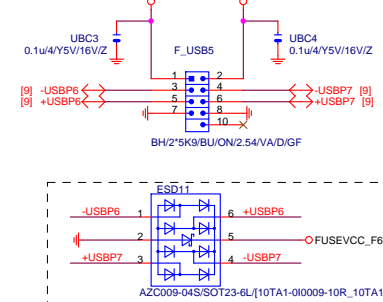 UBC3
0.1u/4/Y5V/16V/Z
F_USB5
UBC4
0.1u/4/Y5V/16V/Z
1 2
[9] -USBP6 3 4 -USBP7 [9]
[9] +USBP6 5 6 +USBP7 [9]
7 8
10
BH/2*5K9/BU/ON/2.54/VA/D/GF
ESD11
-USBP6 1 6 +USBP6
2 5 FUSEVCC_F6
+USBP7 3 4 -USBP7
AZC009-04S/SOT23-6L/[10TA1-0I0009-10R_10TA1